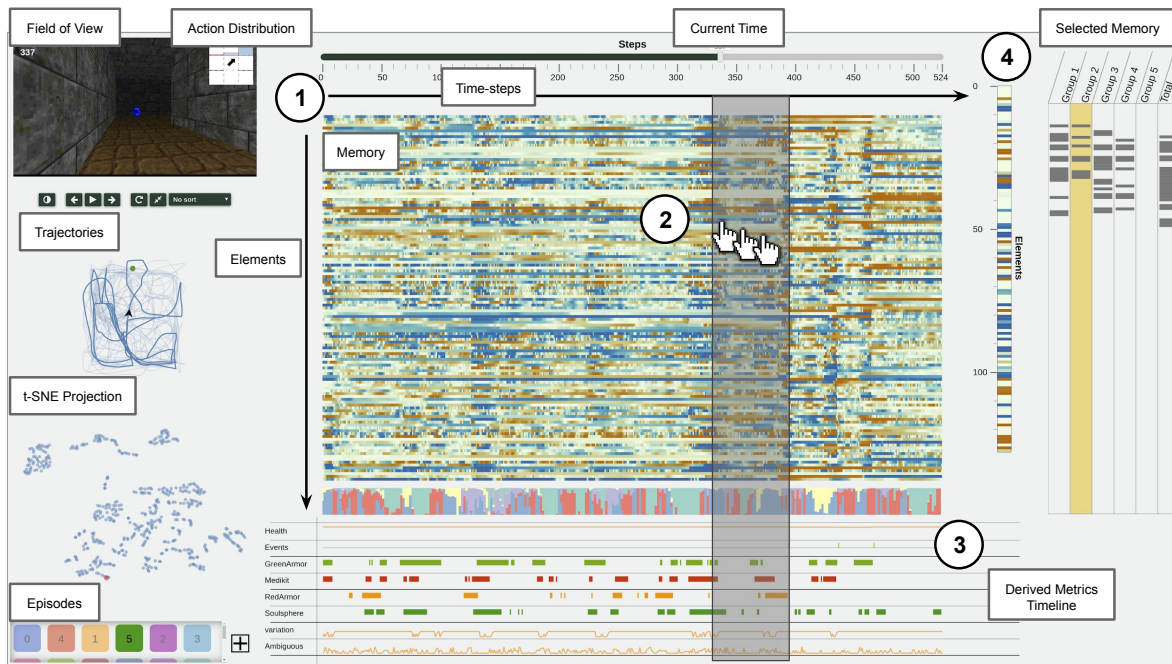 Field of View
Action Distribution
Current Time
Selected Memory
337
Steps
0
50
100
150
200
250
300
350
400
450
500
524
1
Time-steps
4
Group 1
Group 2
Group 3
Group 4
Group 5
Total
Memory
0
50
100
Elements
No sort
2
Trajectories
Elements
t-SNE Projection
Health
Events
3
GreenArmor
Medikit
RedArmor
Soulsphere
variation
Ambiguous
Derived Metrics
Timeline
Episodes
0
4
1
5
2
3